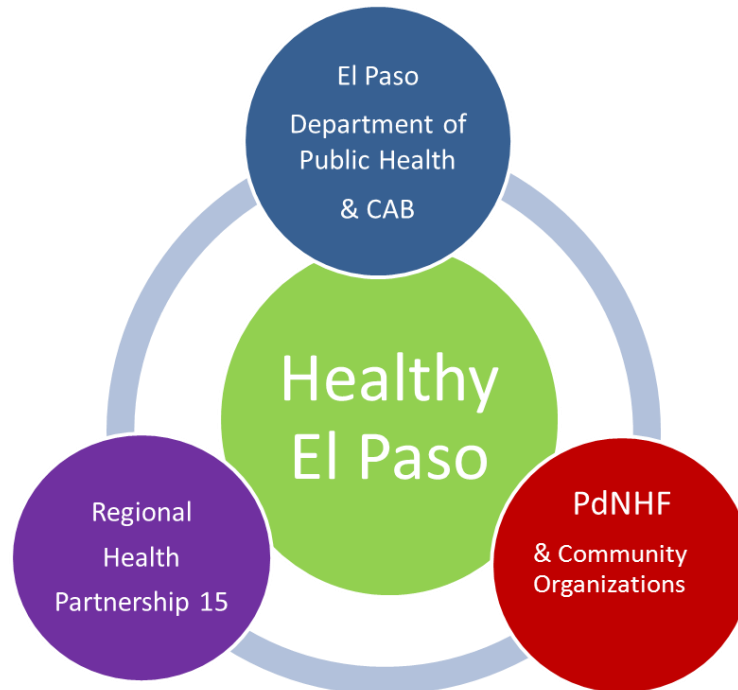 El Paso
Department of
Public Health
& CAB
Healthy
El Paso
Regional
Health
Partnership 15
PdNHF
& Community
Organizations